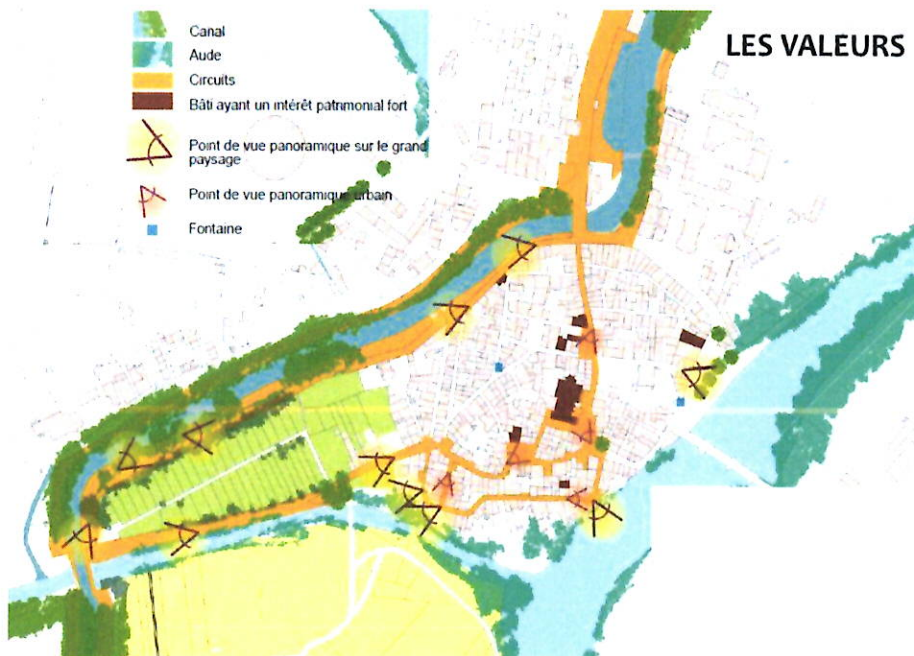 LES VALEURS
Canal
Aude
Circuits
Bâti ayant un intérêt patrimonial fort
Point de vue panoramique sur le grand
paysage
Point de vue panoramique urbain
Fontaine